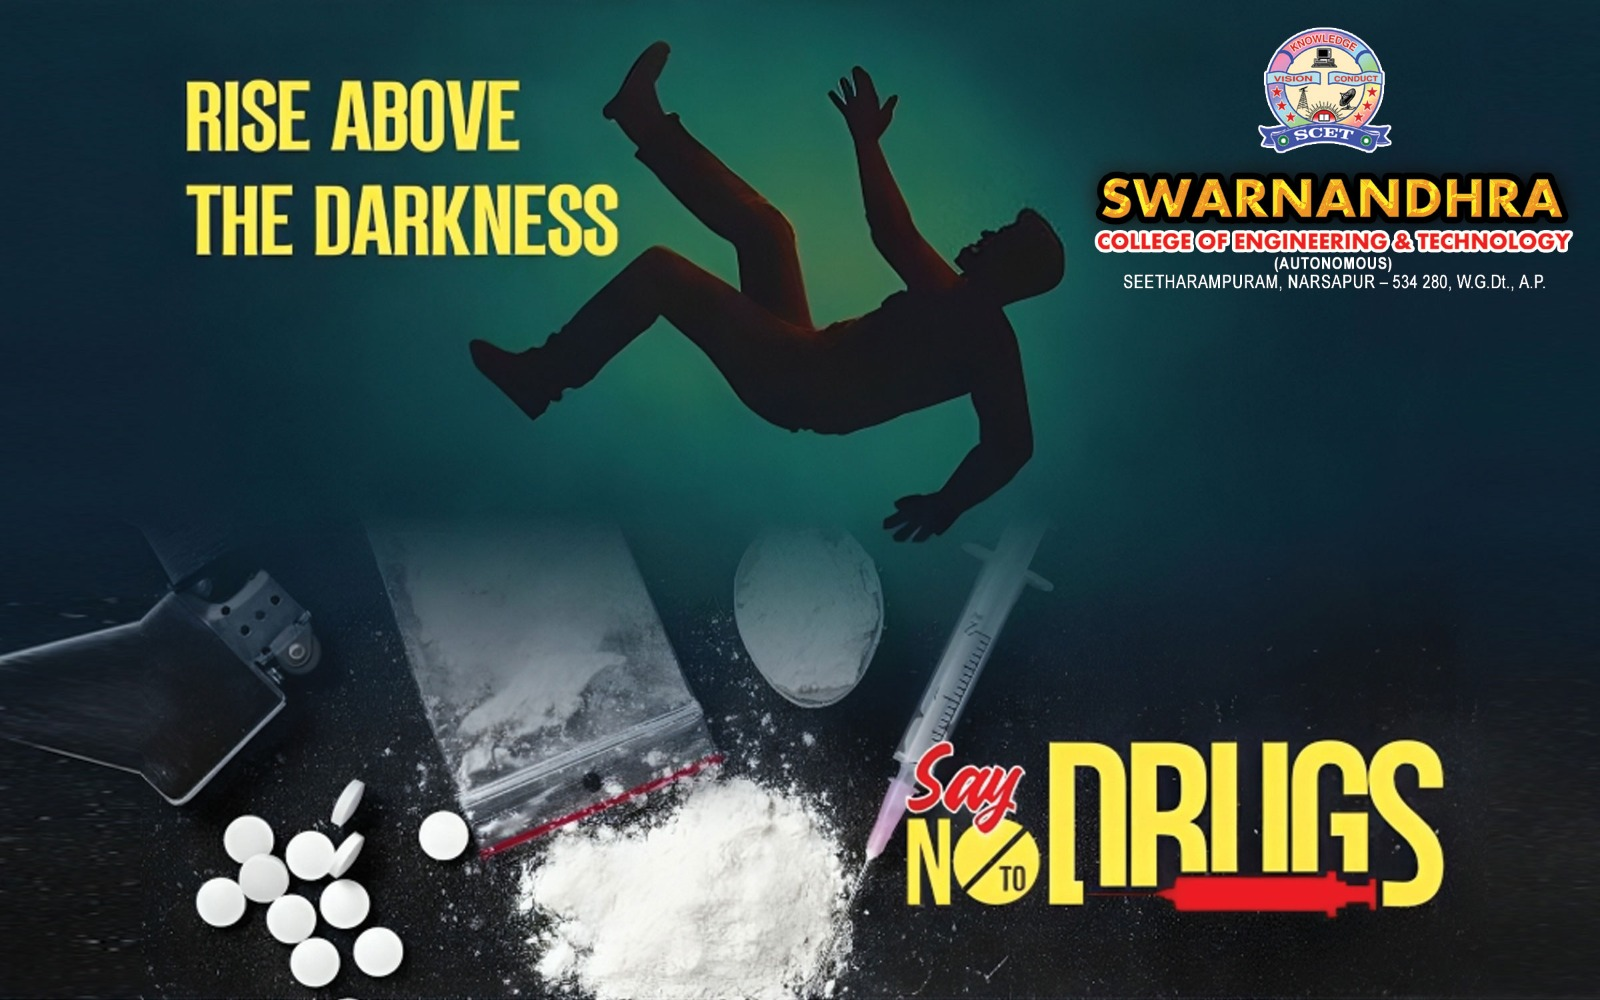 RISE ABOVE
THE DARKNESS
KNOWLEDGE
VISION
CONDUCT
SCET
SWARNANDHRA
COLLEGE OF ENGINEERING & TECHNOLOGY
(AUTONOMOUS)
SEETHARAMPURAM, NARSAPUR – 534 280, W.G.Dt., A.P.
Say
NO TO DRUGS